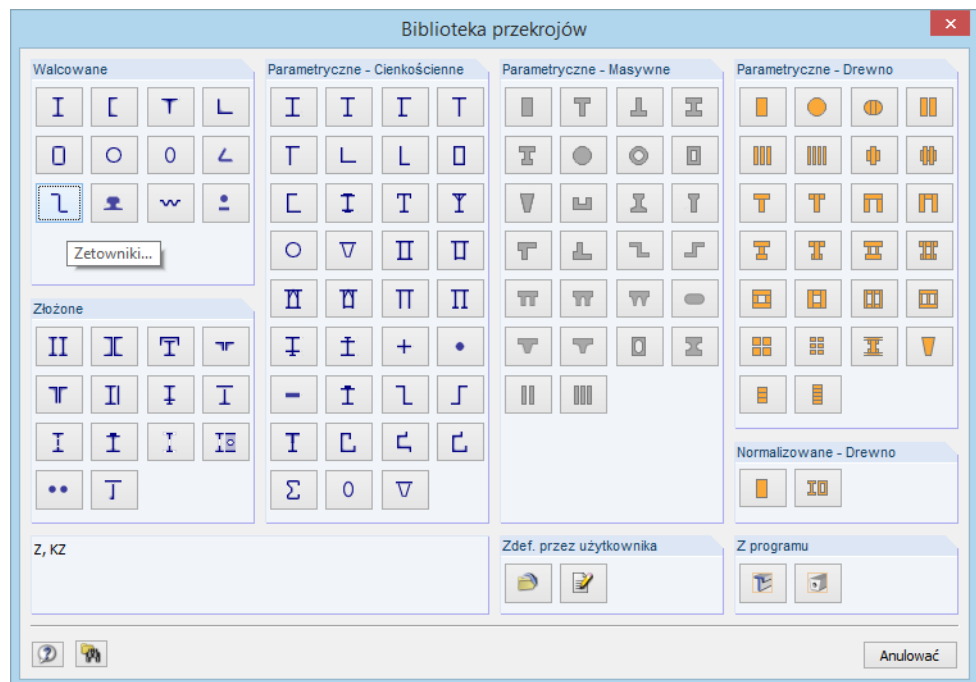 Biblioteka przekrojów
Walcowane
Zetowniki...
Złożone
Parametryczne - Cienkościenne
Parametryczne - Masywne
Parametryczne - Drewno
Normalizowane - Drewno
Z, KZ
Zdef. przez użytkownika
Z programu
Anulować